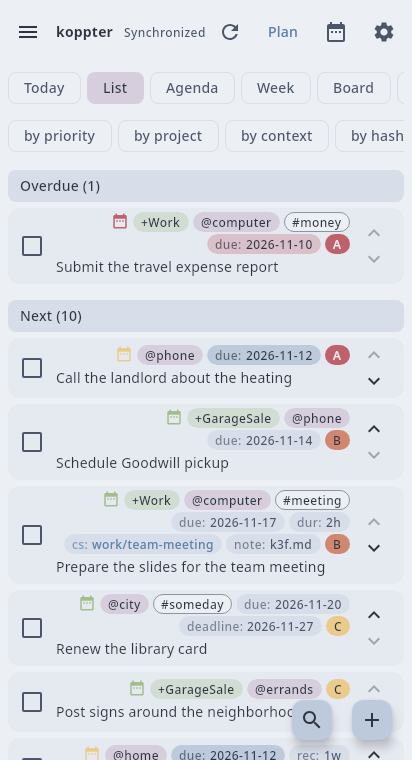 koppter Synchronized Plan
Today List Agenda Week Board
by priority by project by context by hash
Overdue (1)
+Work @computer #money
due: 2026-11-10 A
Submit the travel expense report
Next (10)
@phone due: 2026-11-12 A
Call the landlord about the heating
+GarageSale @phone
due: 2026-11-14 B
Schedule Goodwill pickup
+Work @computer #meeting
due: 2026-11-17 dur: 2h
cs: work/team-meeting note: k3f.md B
Prepare the slides for the team meeting
@city #someday due: 2026-11-20
deadline: 2026-11-27 C
Renew the library card
+GarageSale @errands C
Post signs around the
@home due: 2026-11-12 rec: 1w